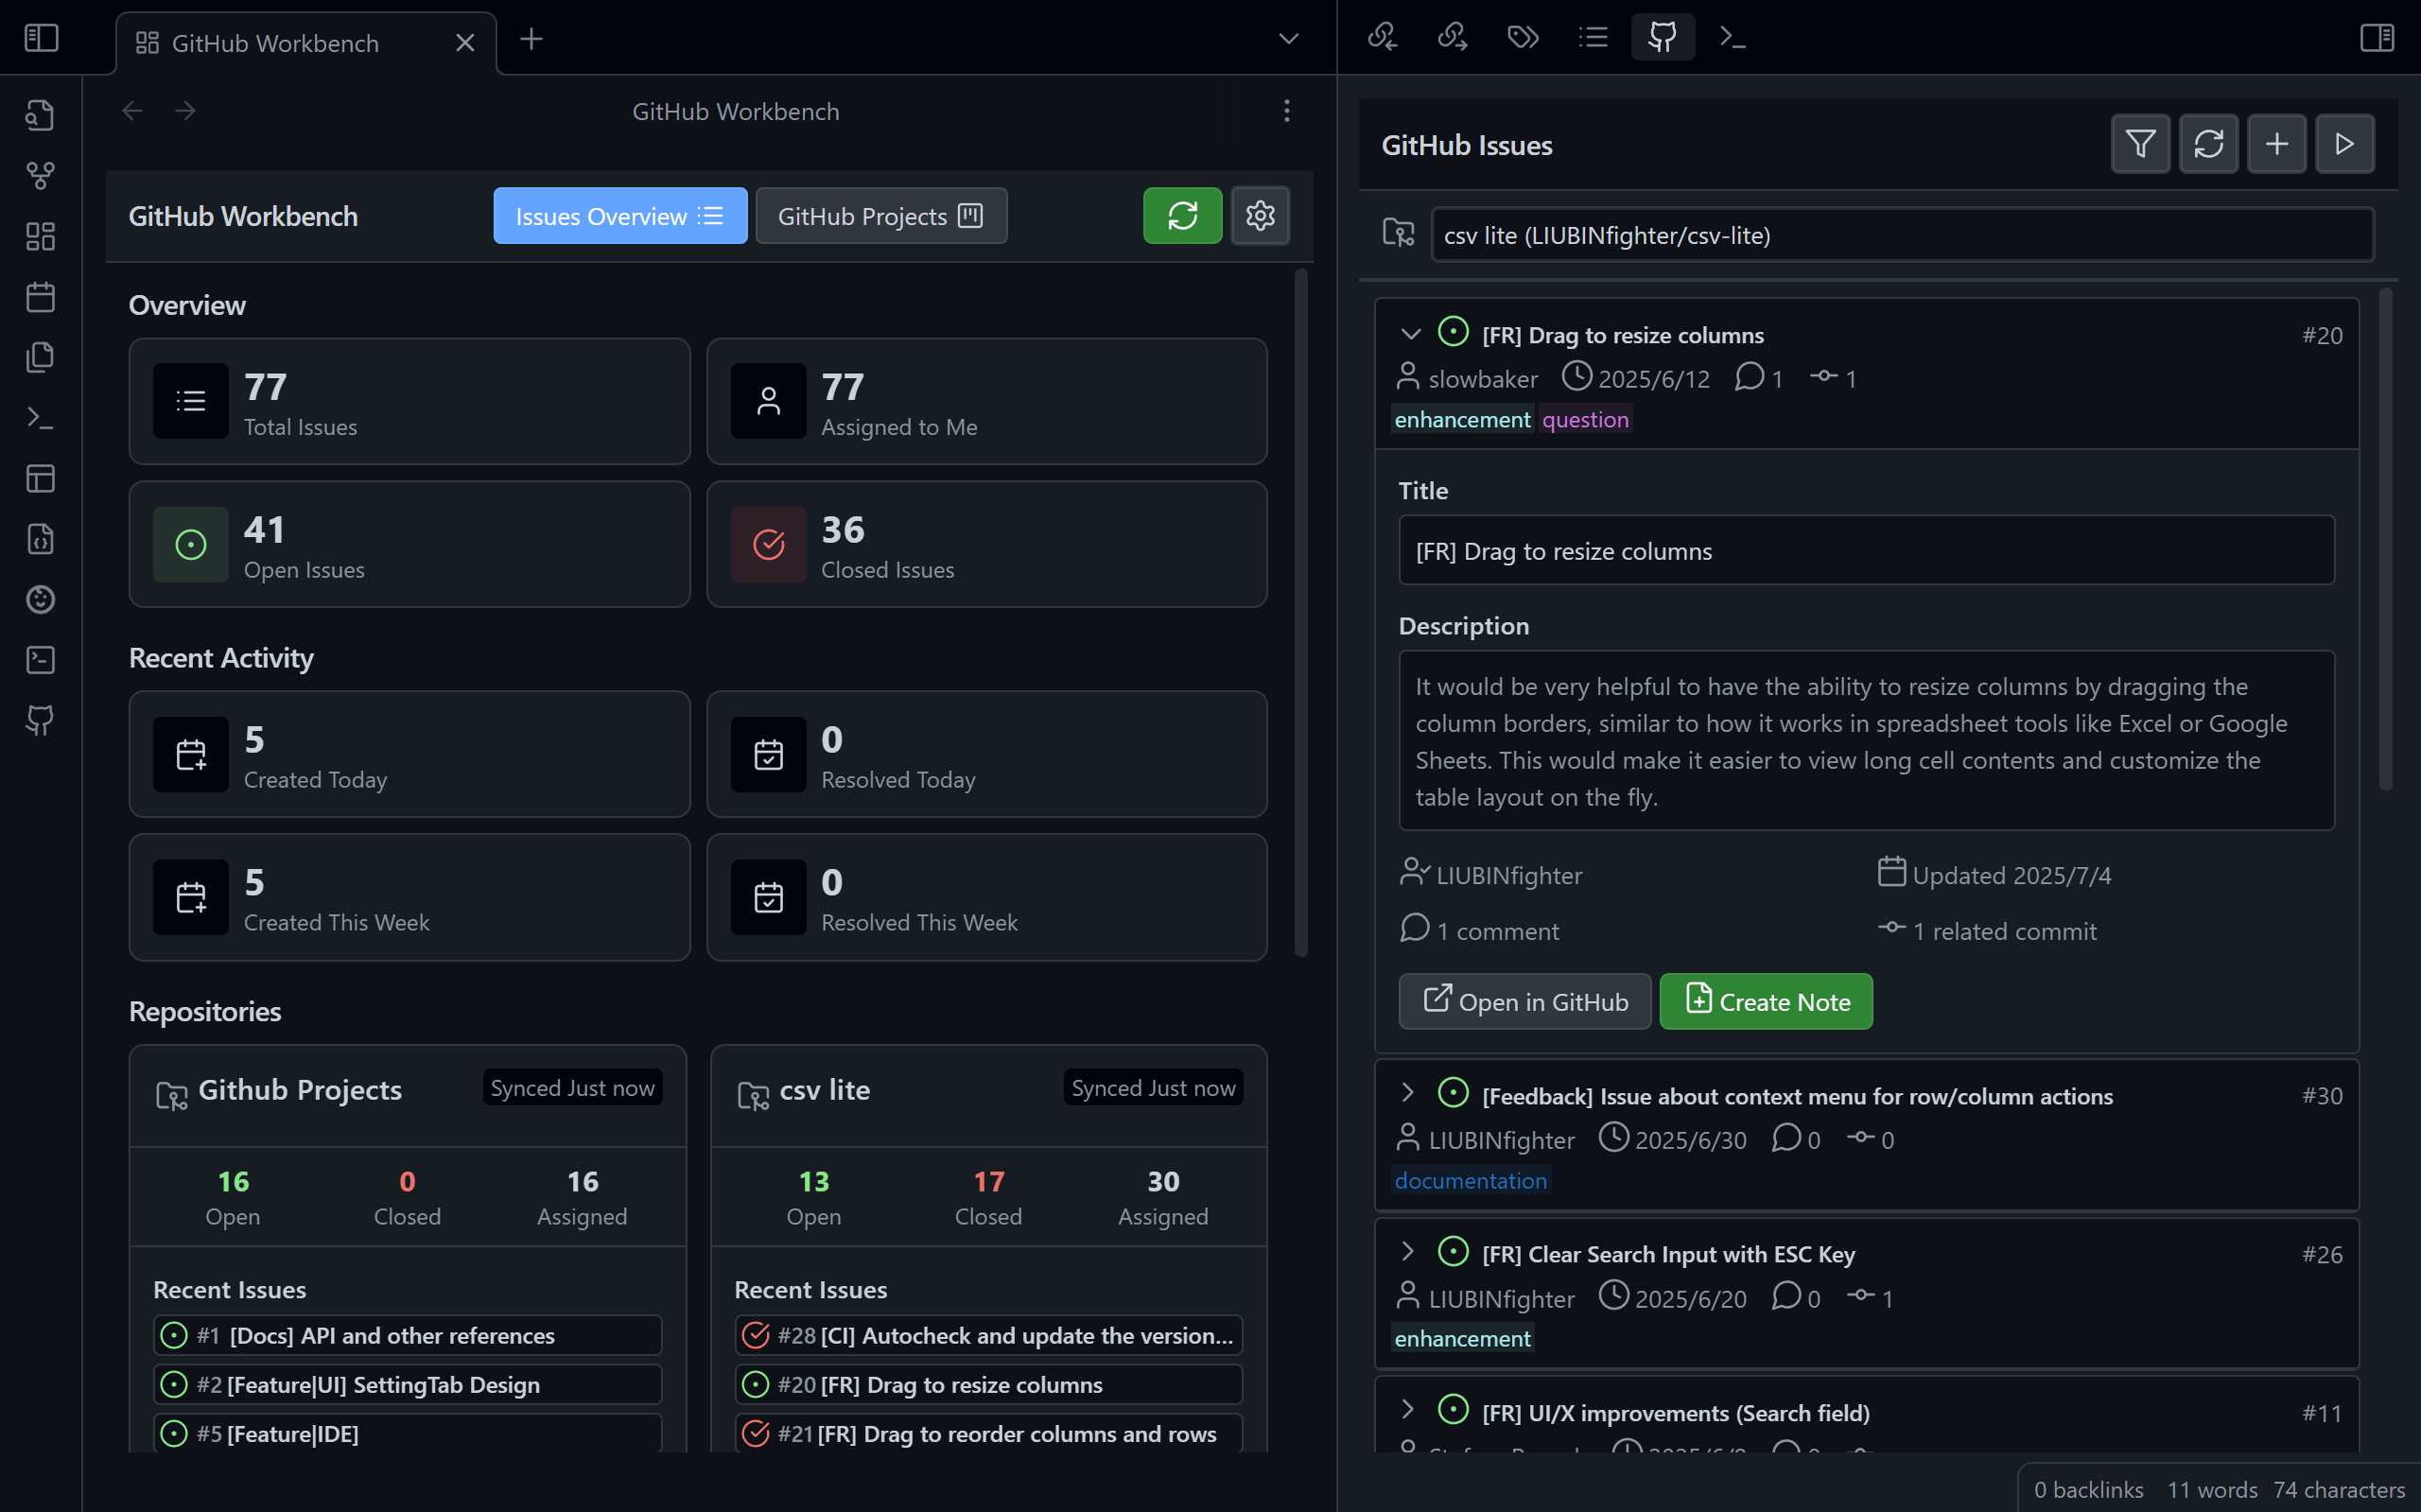 GitHub Workbench
GitHub Workbench
GitHub Workbench
Issues Overview
GitHub Projects
Overview
77
Total Issues
77
Assigned to Me
41
Open Issues
36
Closed Issues
Recent Activity
5
Created Today
0
Resolved Today
5
Created This Week
0
Resolved This Week
Repositories
Github Projects
Synced Just now
16
Open
0
Closed
16
Assigned
Recent Issues
#1 [Docs] API and other references
#2 [Feature|UI] SettingTab Design
#5 [Feature|IDE]
csv lite
Synced Just now
13
Open
17
Closed
30
Assigned
Recent Issues
#28 [CI] Autocheck and update the version...
#20 [FR] Drag to resize columns
#21 [FR] Drag to reorder columns and rows
GitHub Issues
csv lite (LIUBINfighter/csv-lite)
[FR] Drag to resize columns #20
slowbaker 2025/6/12 1 1
enhancement question
Title
[FR] Drag to resize columns
Description
It would be very helpful to have the ability to resize columns by dragging the
column borders, similar to how it works in spreadsheet tools like Excel or Google
Sheets. This would make it easier to view long cell contents and customize the
table layout on the fly.
LIUBINfighter Updated 2025/7/4
1 comment 1 related commit
Open in GitHub Create Note
[Feedback] Issue about context menu for row/column actions #30
LIUBINfighter 2025/6/30 0 0
documentation
[FR] Clear Search Input with ESC Key #26
LIUBINfighter 2025/6/20 0 1
enhancement
[FR] UI/X improvements (Search field) #11
0 backlinks 11 words 74 characters